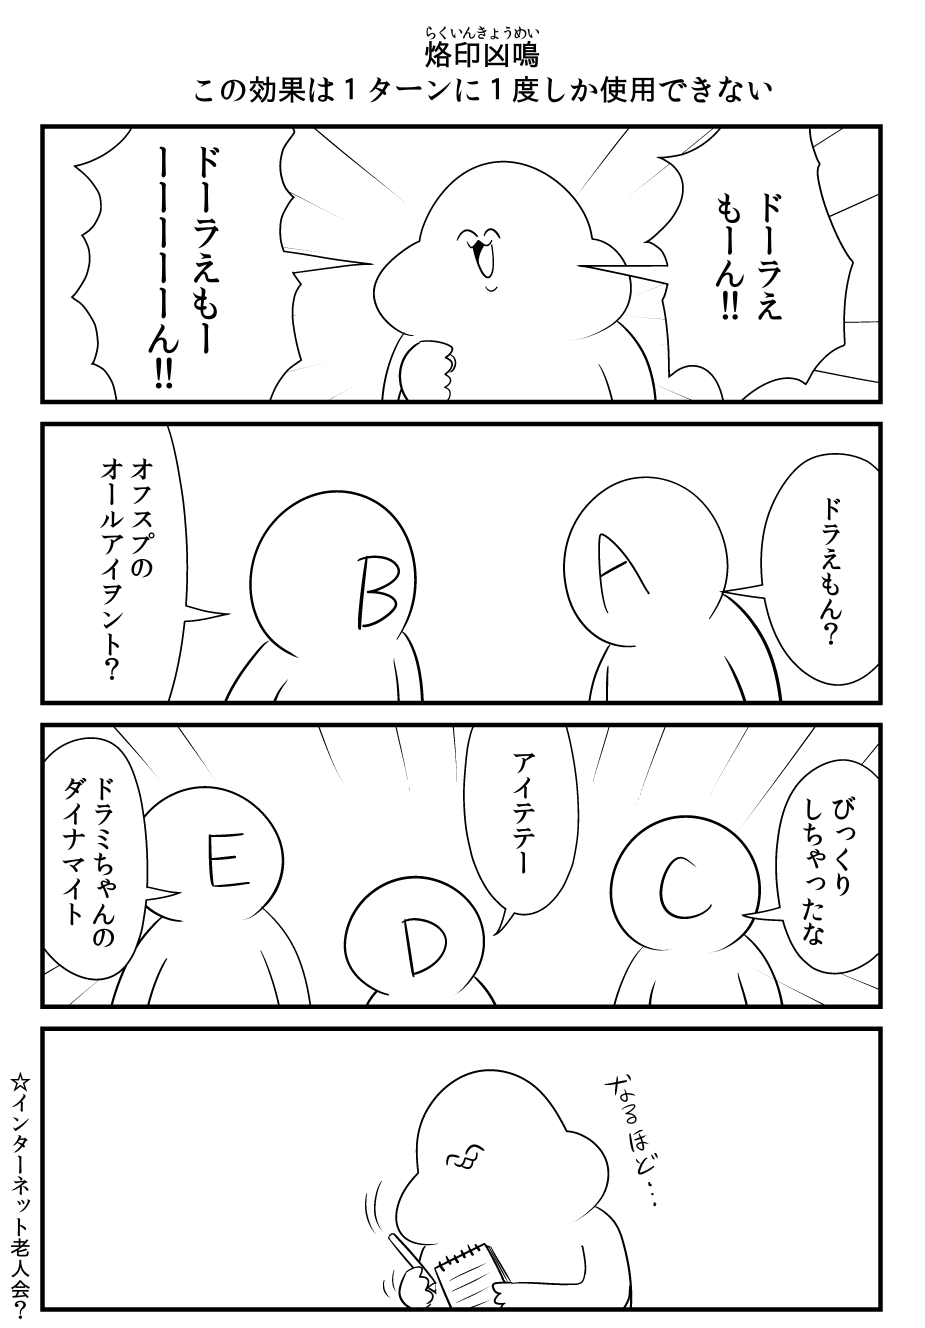 らくいんきょうめい
烙印凶鳴
この効果は１ターンに１度しか使用できない
ドーラえ
もーん!!
ドーラえもー
ーーーーーん!!
ドラえもん？
オフスプの
オールアイヲント？
びっくり
しちゃったな
アイテテー
ドラミちゃんの
ダイナマイト
なるほど…
☆インターネット老人会？
A
B
C
D
E